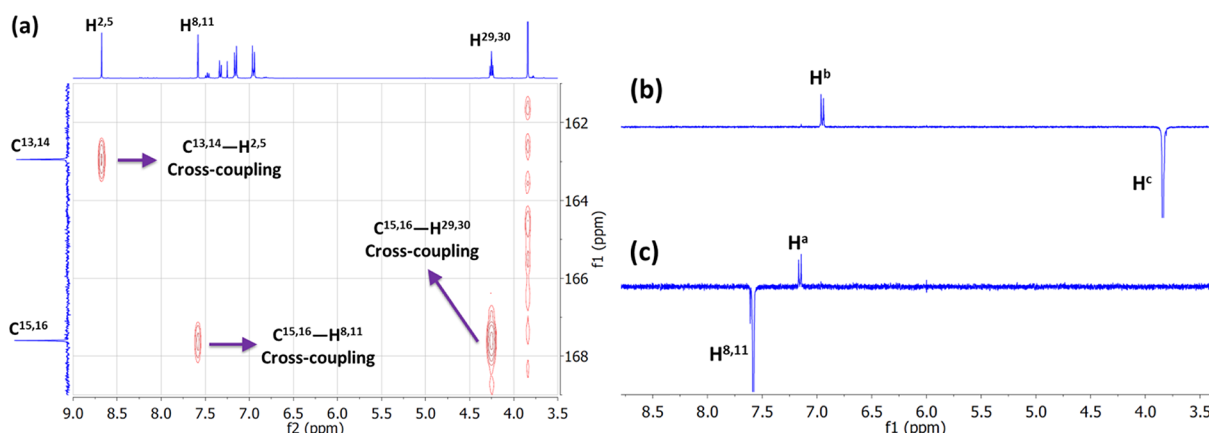 (a)
H2,5
H8,11
H29,30
C13,14
C13,14—H2,5
Cross-coupling
C15,16—H29,30
Cross-coupling
C15,16
C15,16—H8,11
Cross-coupling
162
164
166
168
f1 (ppm)
9.0 8.5 8.0 7.5 7.0 6.5 6.0 5.5 5.0 4.5 4.0 3.5
f2 (ppm)
(b)
Hb
Hc
(c)
Ha
H8,11
8.5 8.0 7.5 7.0 6.5 6.0 5.5 5.0 4.5 4.0 3.5
f1 (ppm)